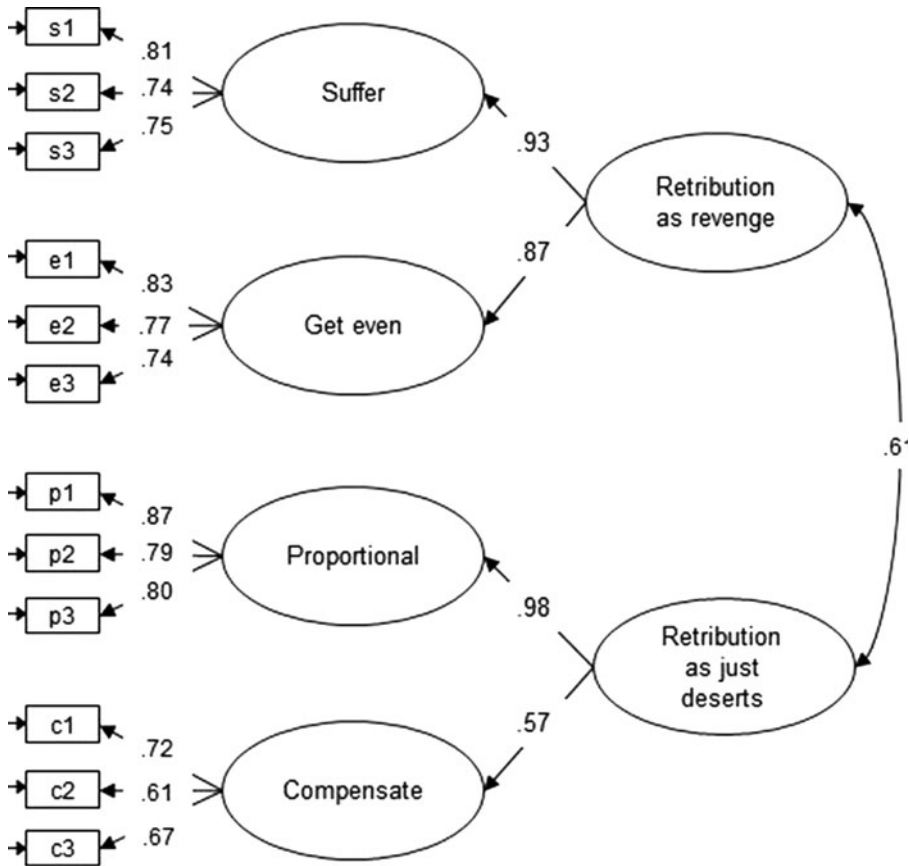 s1
.81
s2
.74
.75
s3
Suffer
.93
Retribution
as revenge
.87
e1
.83
e2
.77
.74
e3
Get even
.61
p1
.87
p2
.79
.80
p3
Proportional
.98
Retribution
as just
deserts
.57
c1
.72
c2
.61
.67
c3
Compensate